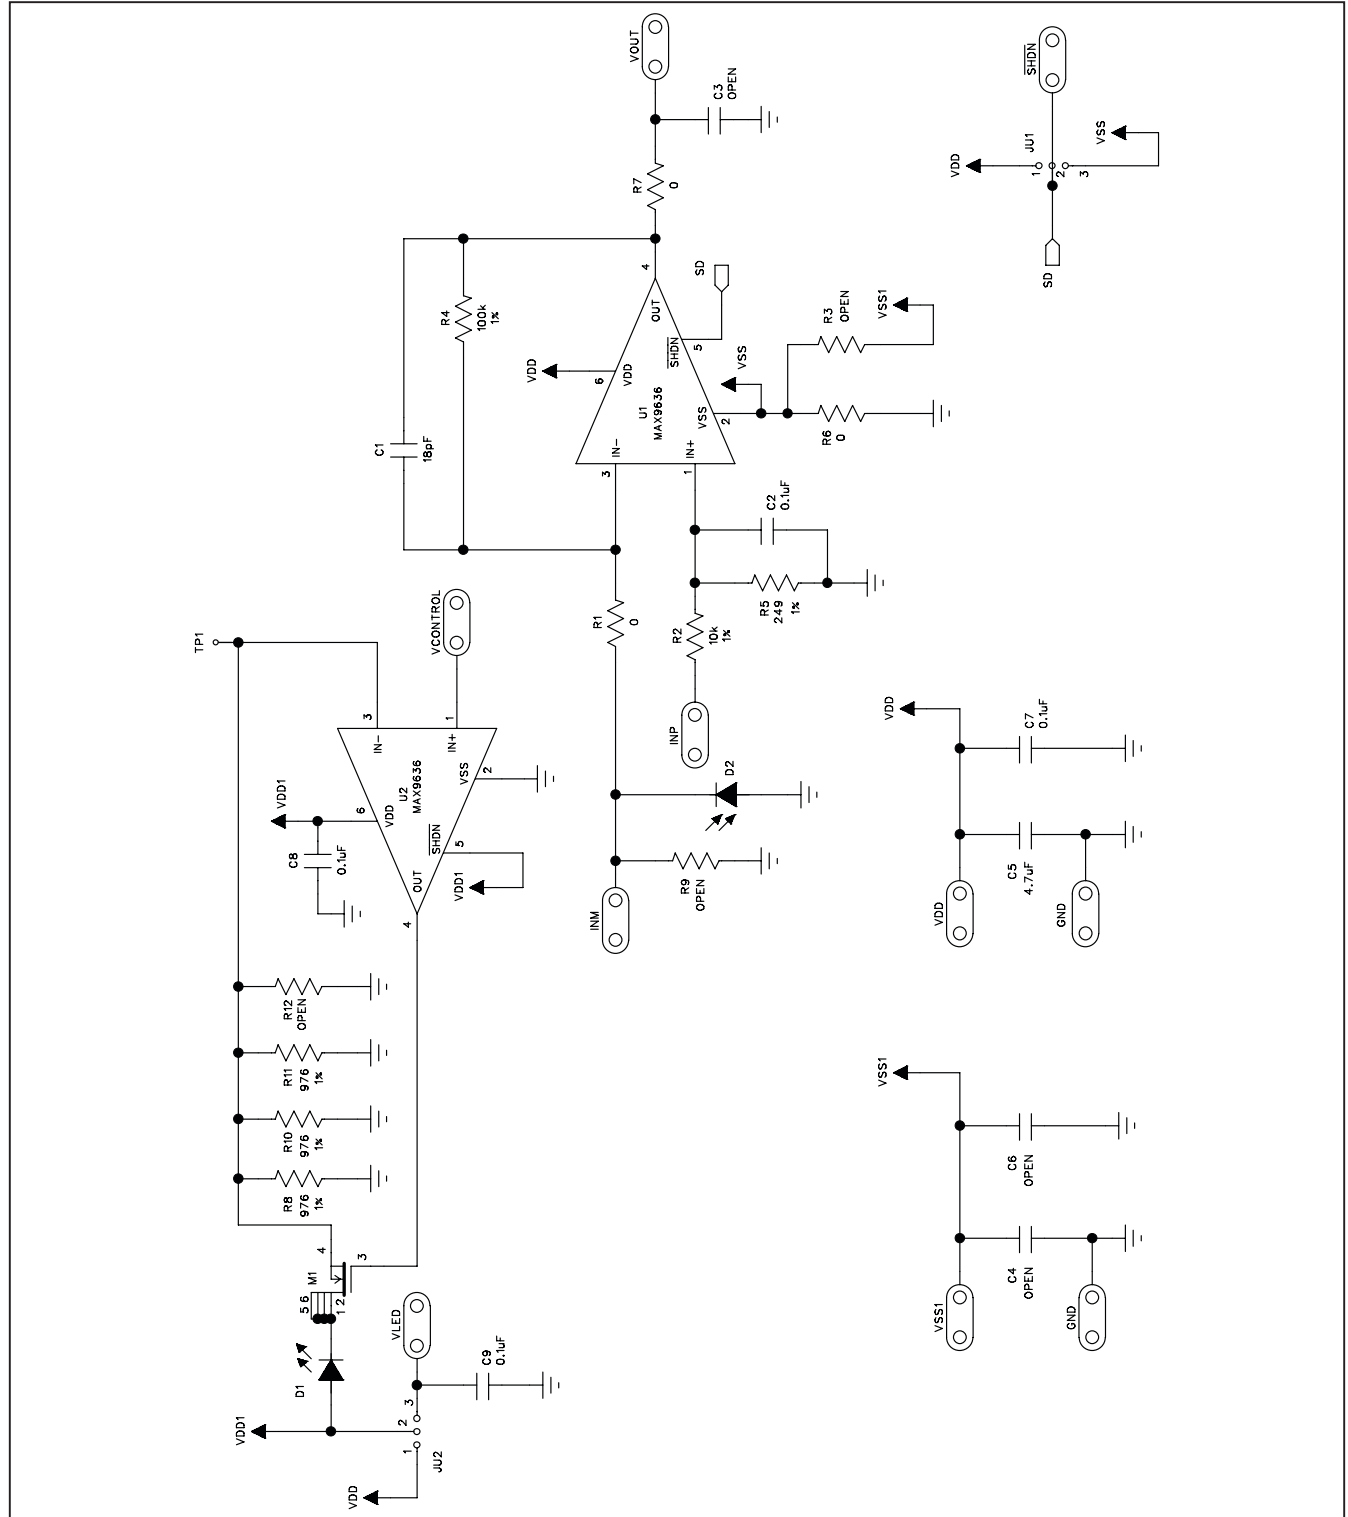 VOUT
C3
OPEN
R7
0
SHDN
JU1
VDD
1
2
3
VSS
SD
C1
18pF
R4
100k
1%
VDD
6
VDD
4
OUT
SD
SHDN
5
U1
MAX9636
VSS
2
VSS
R3
OPEN
VSS1
R6
0
IN-
3
IN+
1
C2
0.1uF
R5
249
1%
R1
0
R2
10k
1%
INP
D2
R9
OPEN
INM
TP1
VCONTROL
3
IN-
1
IN+
U2
MAX9636
VSS
2
VDD1
6
VDD
C8
0.1uF
SHDN
5
VDD1
OUT
4
R12
OPEN
R11
976
1%
R10
976
1%
R8
976
1%
4
M1
3
5 6
1 2
D1
VLED
C9
0.1uF
VDD1
3
2
1
JU2
VDD
VDD
C7
0.1uF
C5
4.7uF
VDD
GND
VSS1
C6
OPEN
C4
OPEN
VSS1
GND